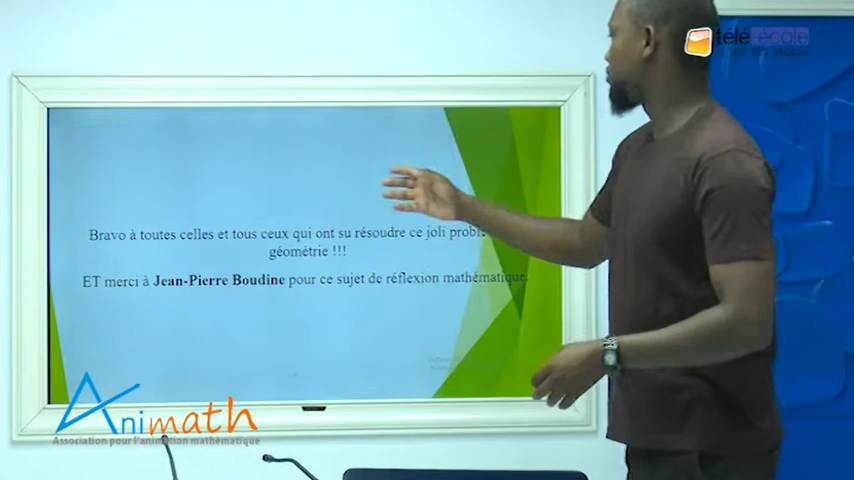 télé-école
Bravo à toutes celles et tous ceux qui ont su résoudre ce joli
géométrie !!!
ET merci à Jean-Pierre Boudine pour ce sujet de réflexion mathématique.
Animath
Association pour l'animation mathématique